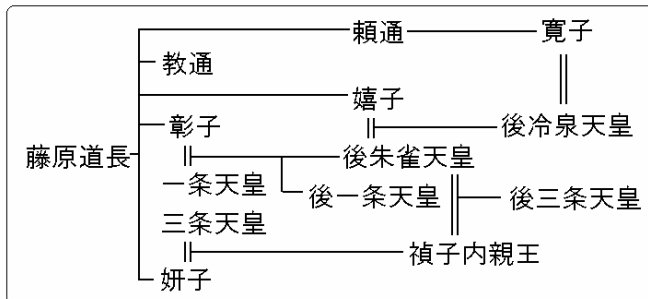 頼通 寛子
教通
嬉子
彰子 後冷泉天皇
藤原道長 後朱雀天皇
一条天皇 後一条天皇 後三条天皇
三条天皇
禎子内親王
妍子